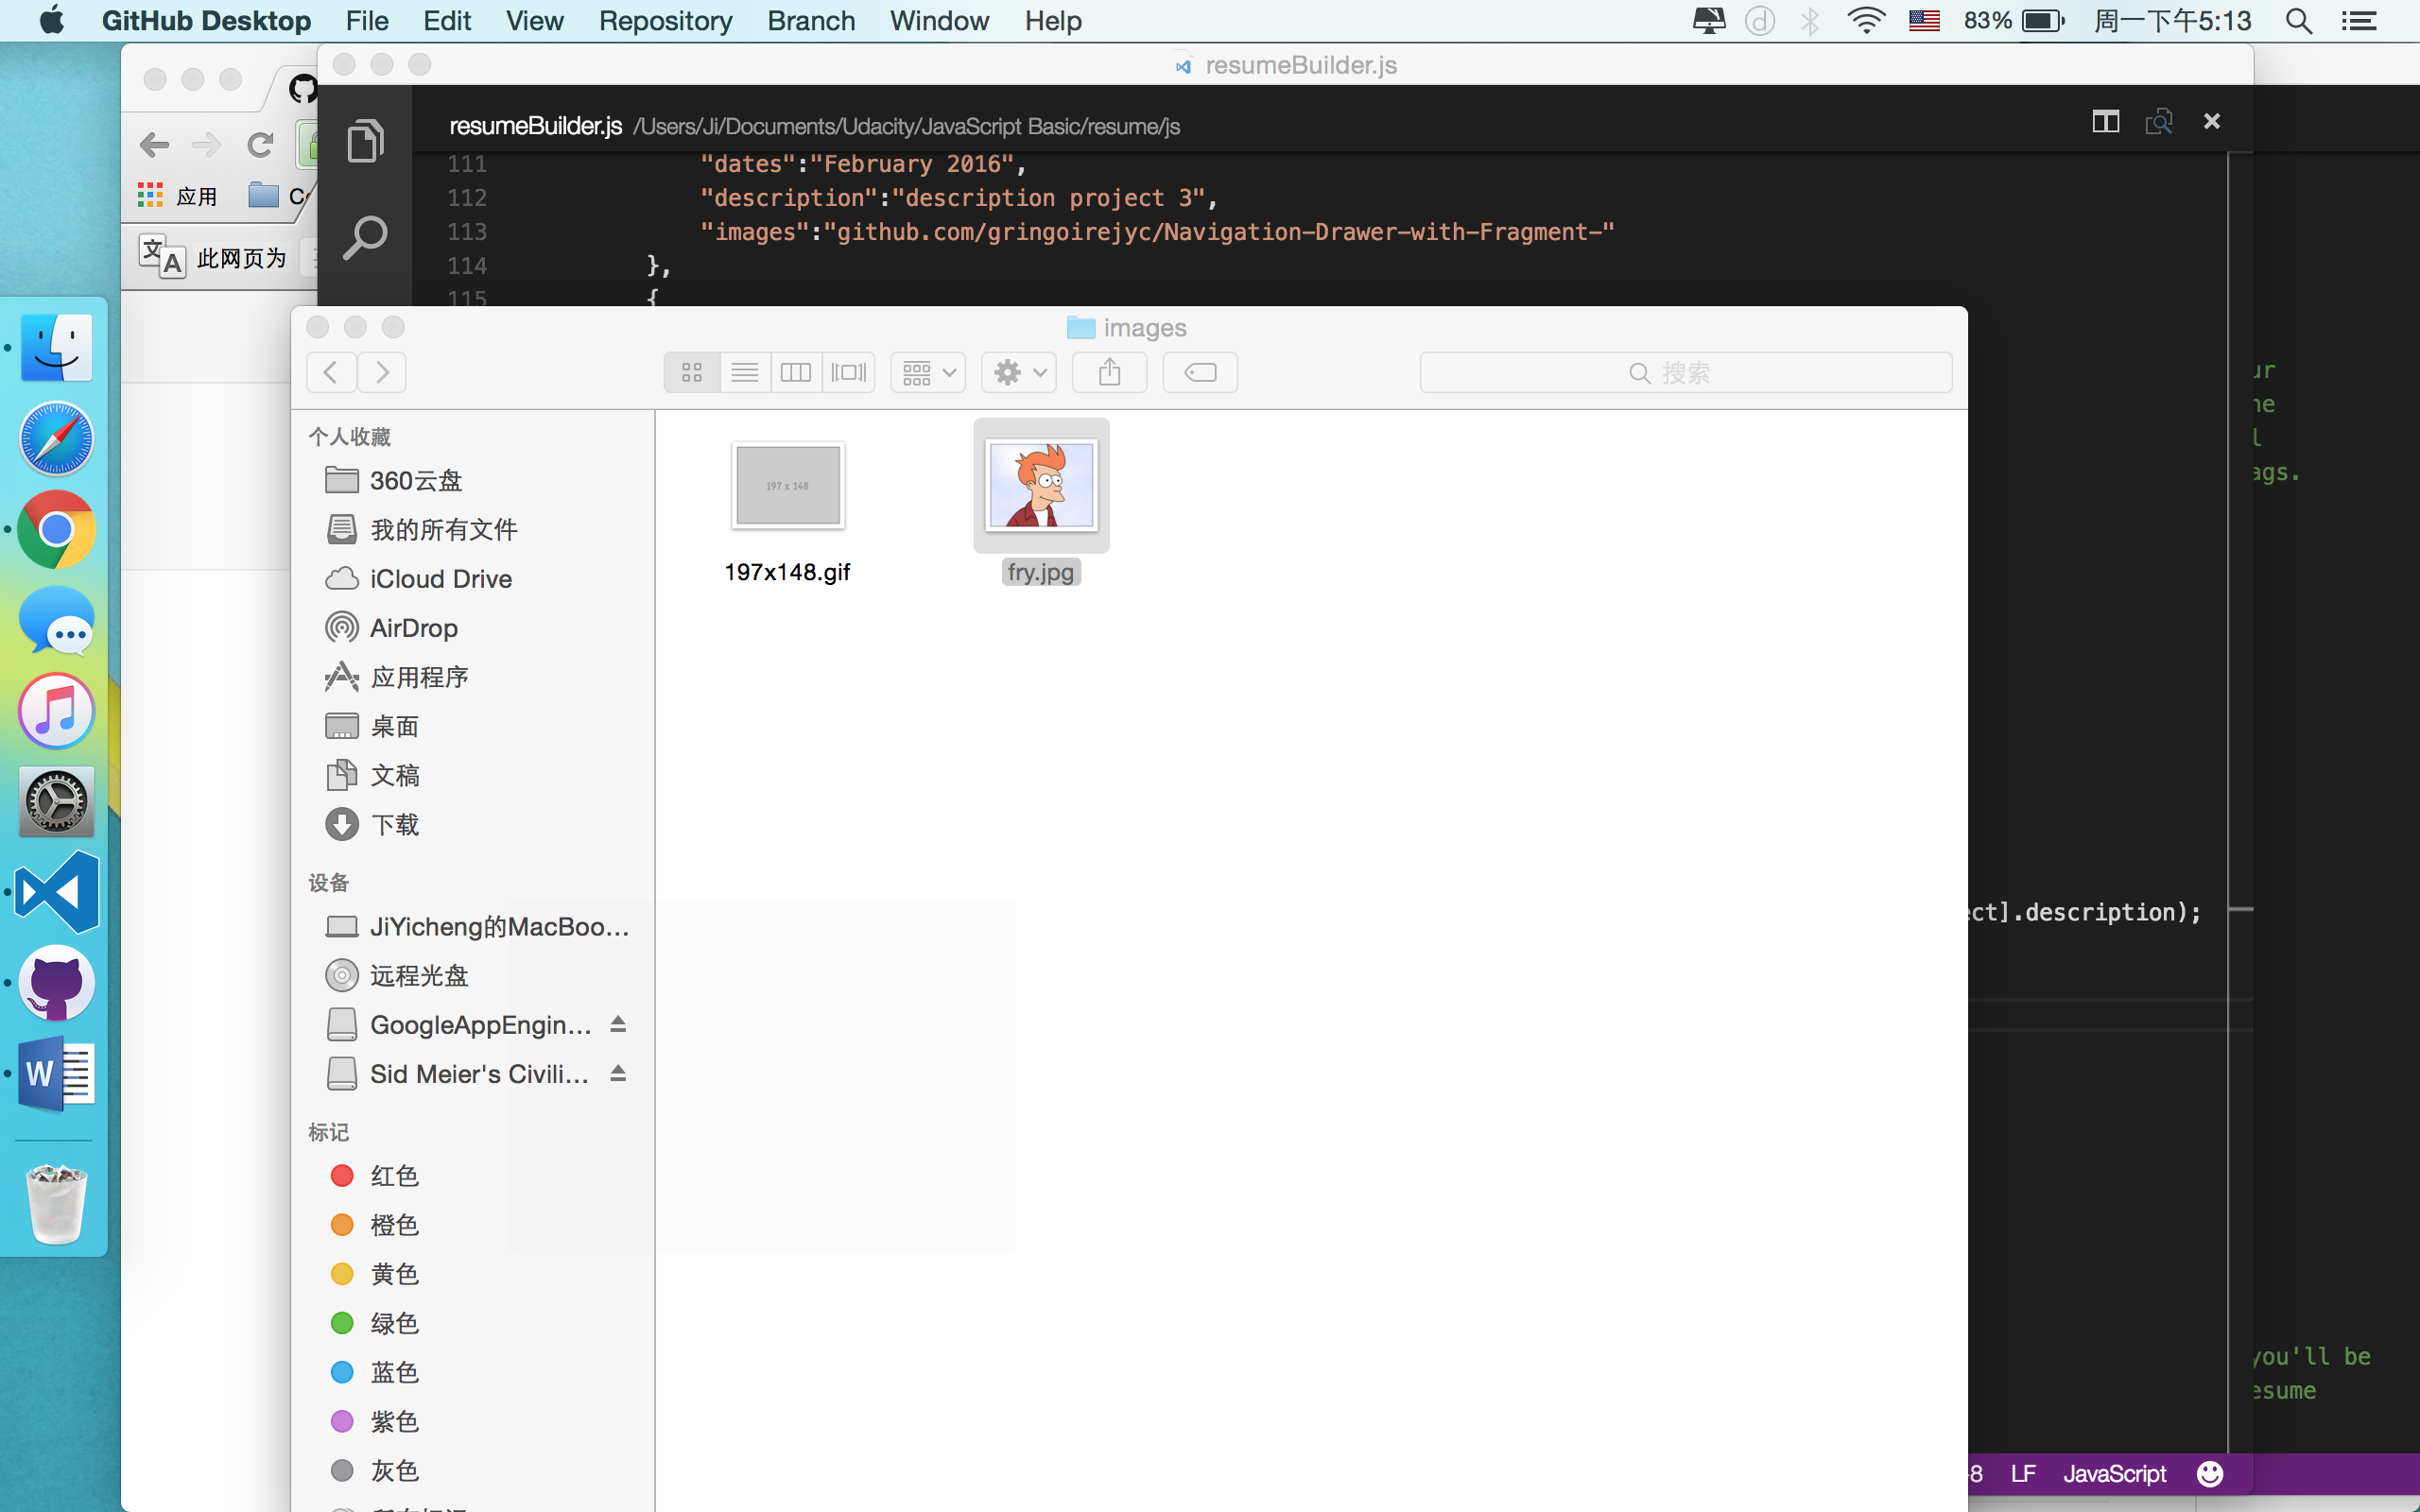 GitHub Desktop File Edit View Repository Branch Window Help 83% 周一下午5:13
resumeBuilder.js
resumeBuilder.js /Users/Ji/Documents/Udacity/JavaScript Basic/resume/js
111 "dates":"February 2016",
112 "description":"description project 3",
113 "images":"github.com/gringoirejyc/Navigation-Drawer-with-Fragment-"
114 },
115 {
应用
此网页为
images
搜索
个人收藏
360云盘
我的所有文件
iCloud Drive
AirDrop
应用程序
桌面
文稿
下载
设备
JiYicheng的MacBoo...
远程光盘
GoogleAppEngin...
Sid Meier's Civili...
标记
红色
橙色
黄色
绿色
蓝色
紫色
灰色
197 x 148
197x148.gif
fry.jpg
ags.
ect].description);
you'll be
esume
-8 LF JavaScript